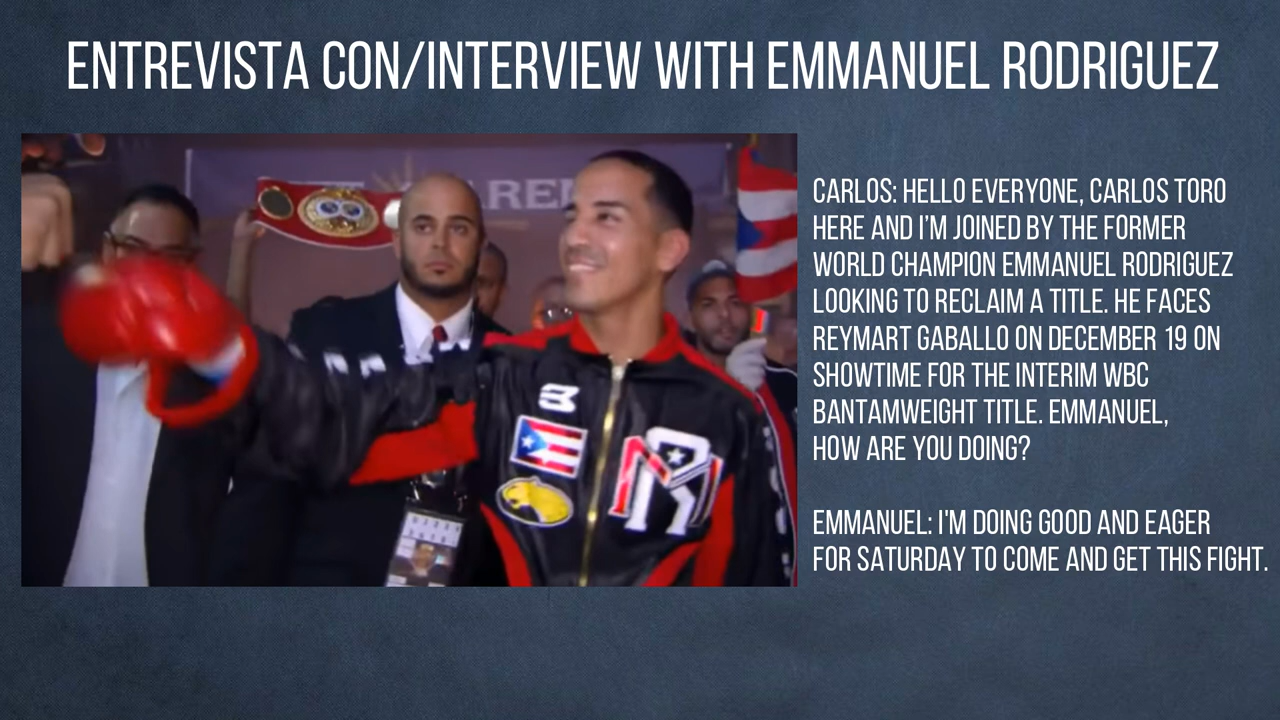 ENTREVISTA CON/INTERVIEW WITH EMMANUEL RODRIGUEZ
CARLOS: HELLO EVERYONE, CARLOS TORO
HERE AND I'M JOINED BY THE FORMER
WORLD CHAMPION EMMANUEL RODRIGUEZ
LOOKING TO RECLAIM A TITLE. HE FACES
REYMART GABALLO ON DECEMBER 19 ON
SHOWTIME FOR THE INTERIM WBC
BANTAMWEIGHT TITLE. EMMANUEL,
HOW ARE YOU DOING?
EMMANUEL: I'M DOING GOOD AND EAGER
FOR SATURDAY TO COME AND GET THIS FIGHT.